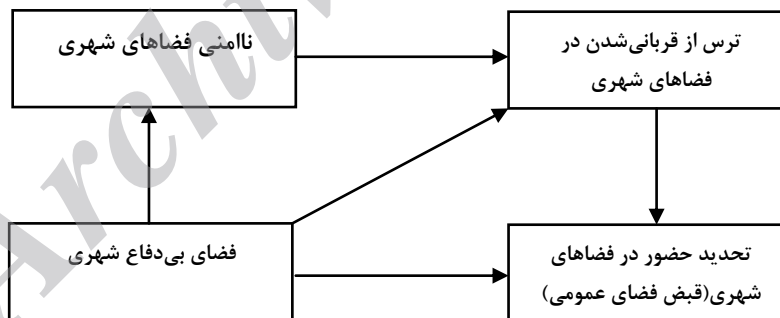 ناامنی فضاهای شهری
ترس از قربانی‌شدن در
فضاهای شهری
فضای بی‌دفاع شهری
تحدید حضور در فضاهای
شهری(قبض فضای عمومی)
Archiv